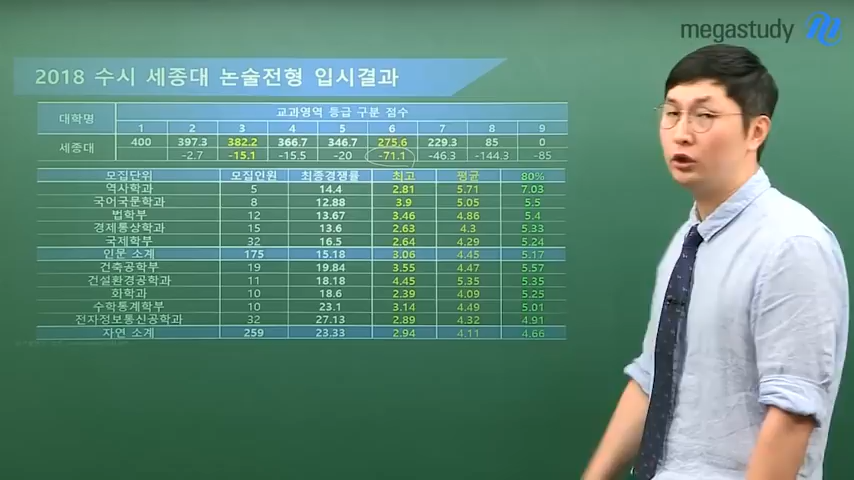 megastudy
2018 수시 세종대 논술전형 입시결과
대학명 교과영역 등급 구분 점수
1 2 3 4 5 6 7 8 9
세종대 400 397.3 382.2 366.7 346.7 275.6 229.3 85 0
-2.7 -15.1 -15.5 -20 -71.1 -46.3 -144.3 -85
모집단위 모집인원 최종경쟁률 최고 평균 80%
역사학과 5 14.4 2.81 5.71 7.03
국어국문학과 8 12.88 3.9 5.05 5.5
법학부 12 13.67 3.46 4.86 5.4
경제통상학과 15 13.6 2.63 4.3 5.33
국제학부 32 16.5 2.64 4.29 5.24
인문 소계 175 15.18 3.06 4.45 5.17
건축공학부 19 19.84 3.55 4.47 5.57
건설환경공학과 11 18.18 4.45 5.35 5.35
화학과 10 18.6 2.39 4.09 5.25
수학통계학부 10 23.1 3.14 4.49 5.01
전자정보통신공학과 32 27.13 2.89 4.32 4.91
자연 소계 259 23.33 2.94 4.11 4.66